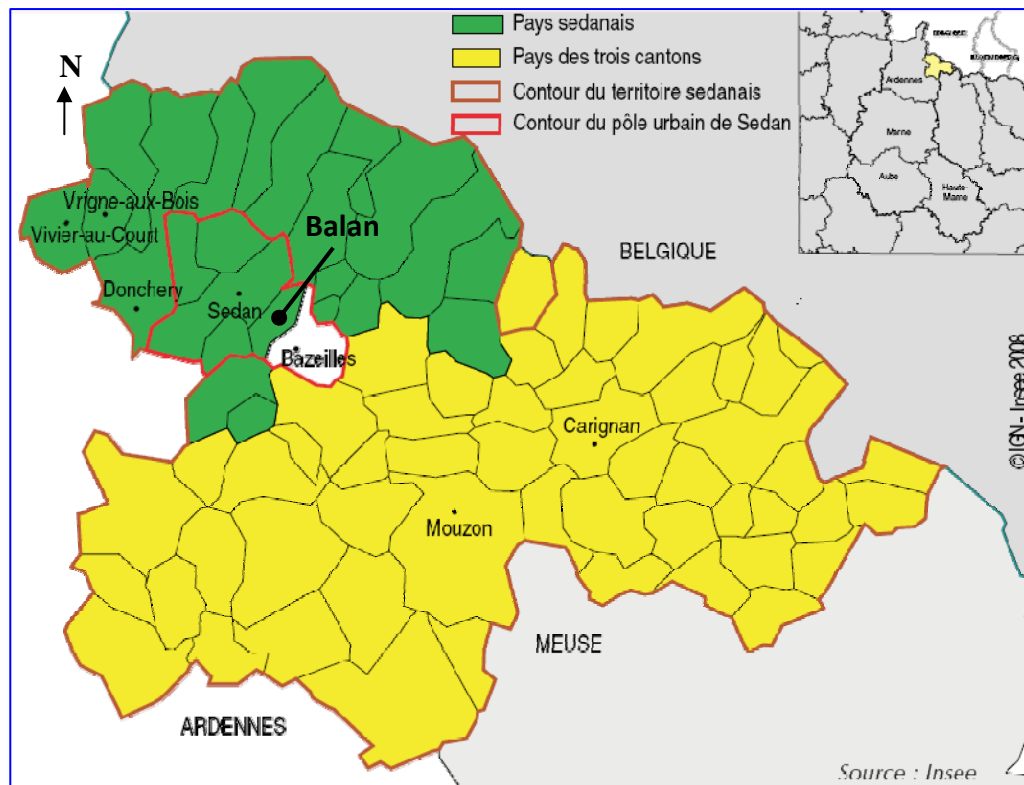 Pays sedanais
Pays des trois cantons
Contour du territoire sedanais
Contour du pôle urbain de Sedan
N
Ardennes
Marne
Aube
Haute
Marne
Vrigne-aux-Bois
Vivier-au-Court
Balan
BELGIQUE
Donchery
Sedan
Bazeilles
Carignan
Mouzon
MEUSE
ARDENNES
©IGN - Insee 2008
Source : Insee